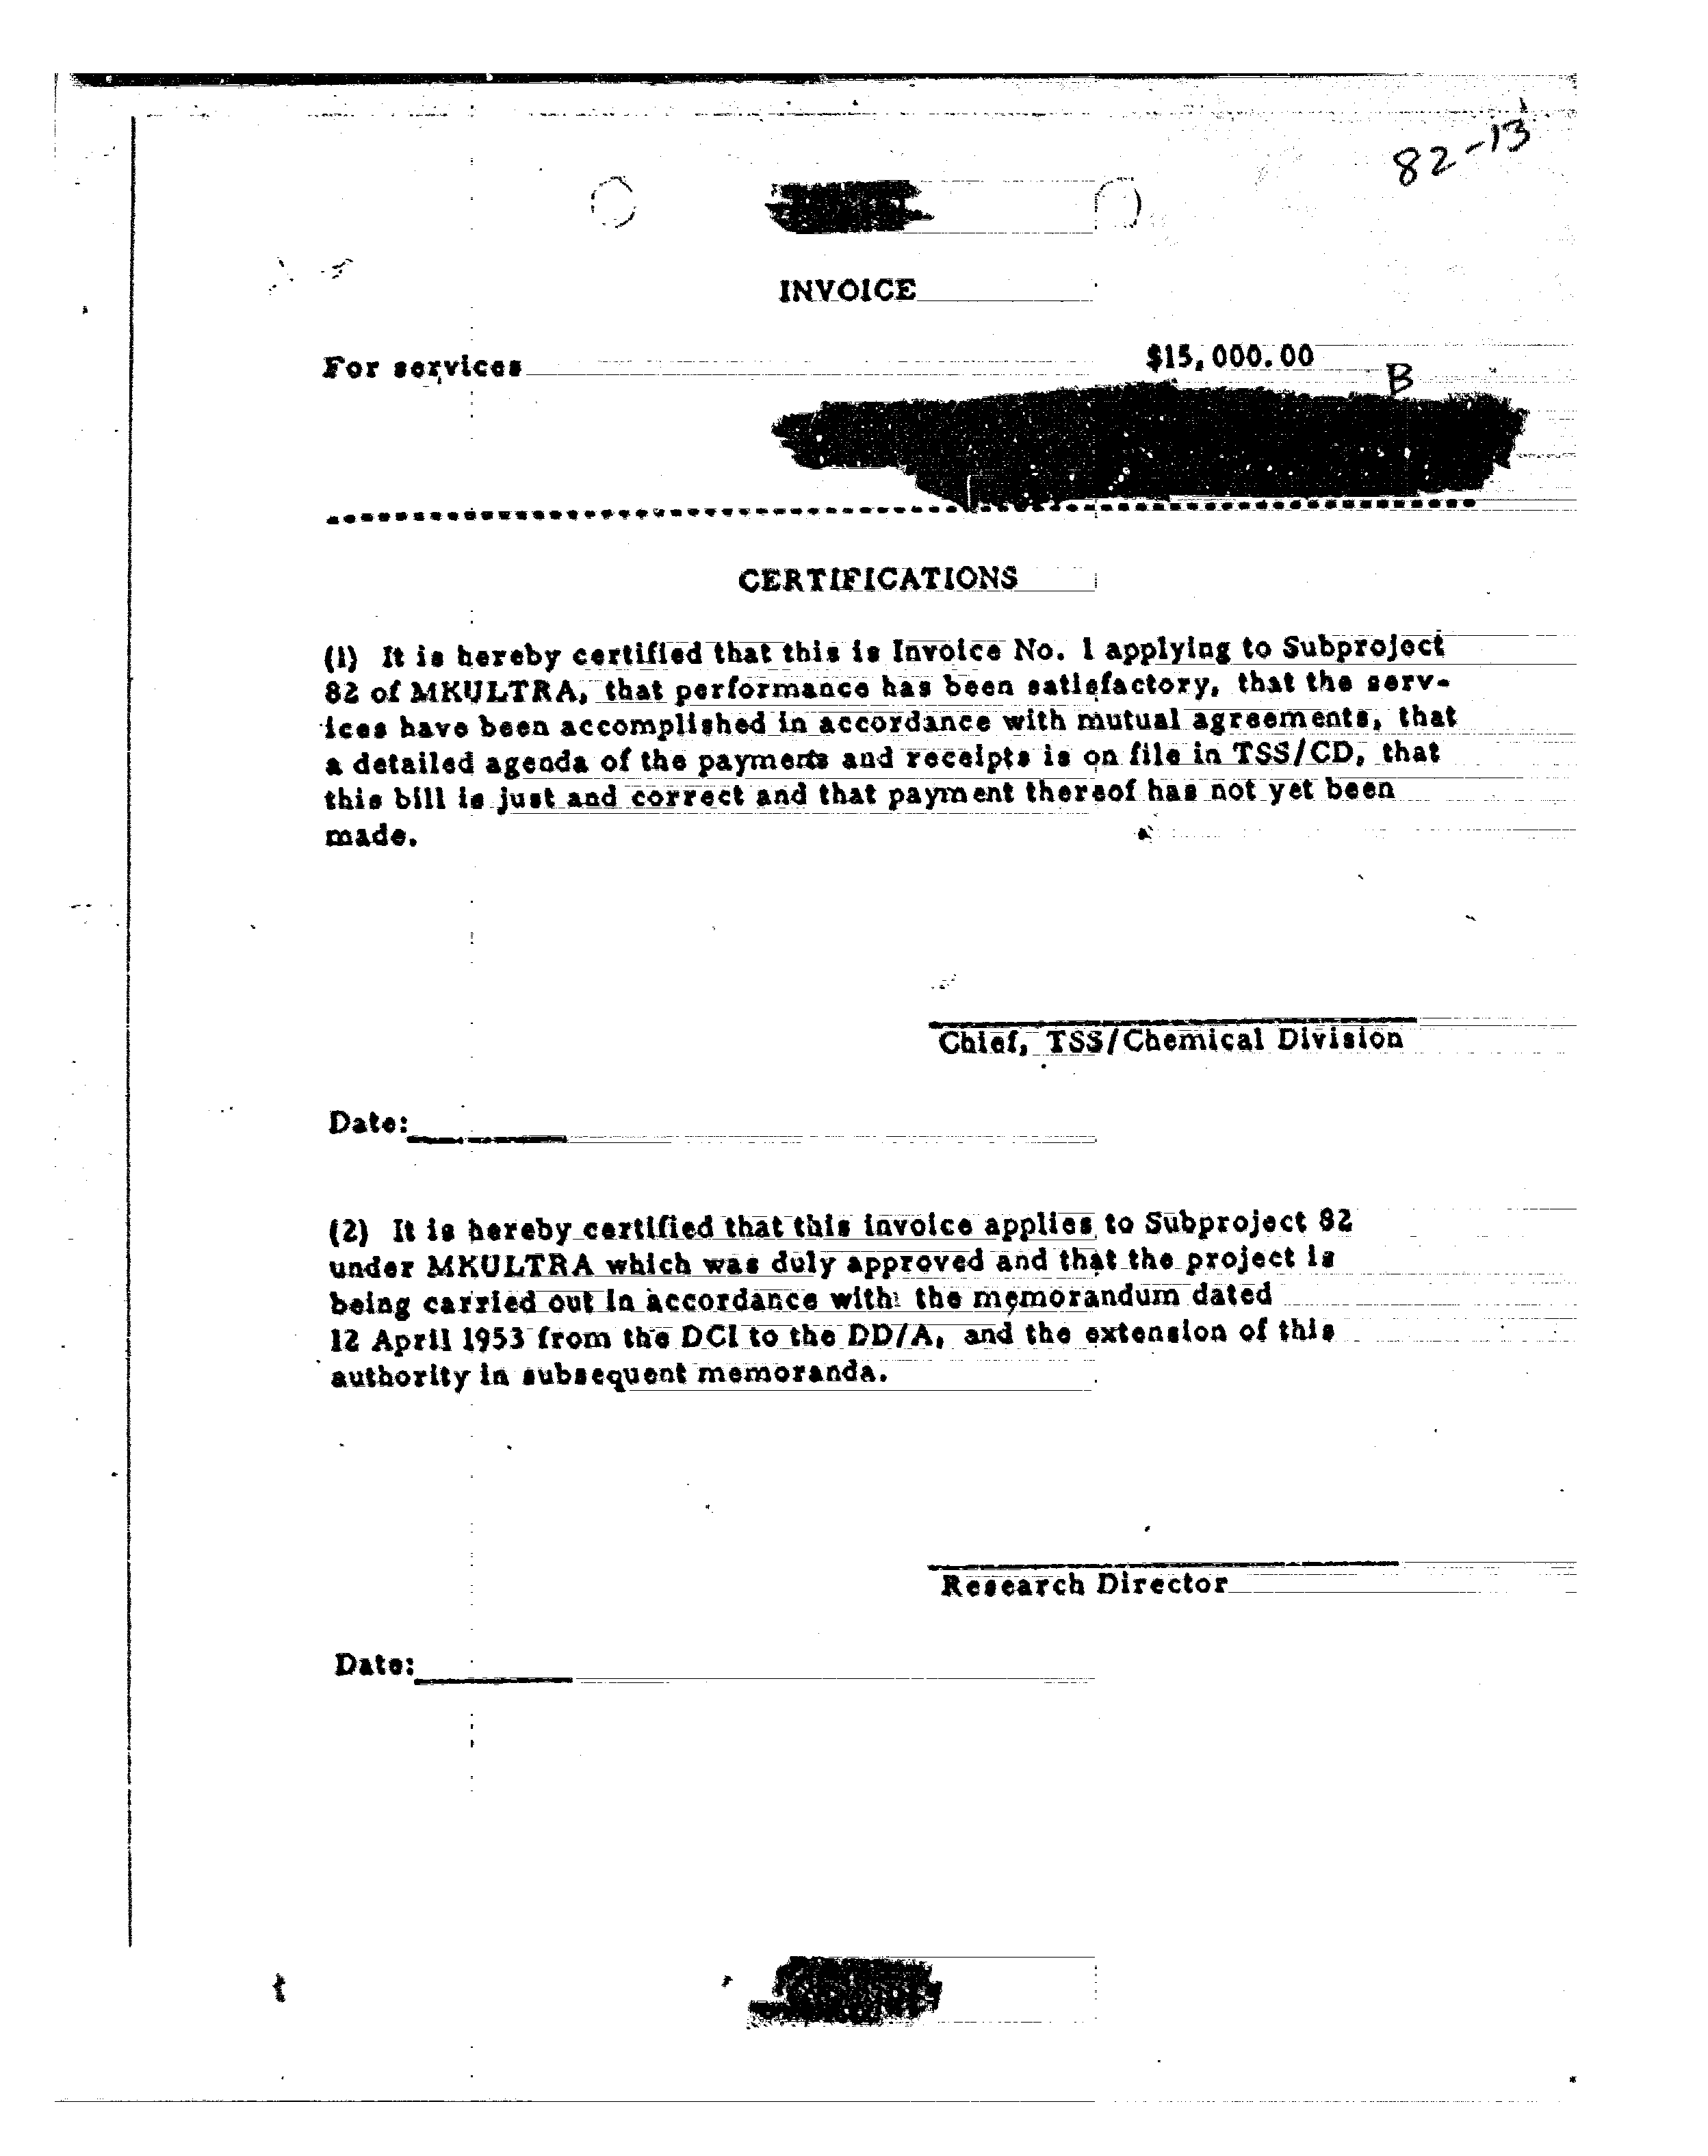 82-13
INVOICE
For services $15,000.00
B
CERTIFICATIONS
(1) It is hereby certified that this is Invoice No. 1 applying to Subproject
82 of MKULTRA, that performance has been satisfactory, that the serv-
ices have been accomplished in accordance with mutual agreements, that
a detailed agenda of the payments and receipts is on file in TSS/CD, that
this bill is just and correct and that payment thereof has not yet been
made.
Chief, TSS/Chemical Division
Date:
(2) It is hereby certified that this invoice applies to Subproject 82
under MKULTRA which was duly approved and that the project is
being carried out in accordance with the memorandum dated
12 April 1953 from the DCI to the DD/A, and the extension of this
authority in subsequent memoranda.
Research Director
Date: